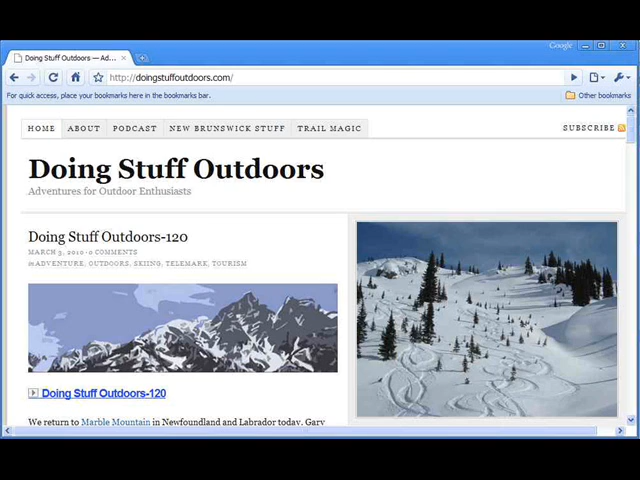 Google
Doing Stuff Outdoors — Ad...
http://doingstuffoutdoors.com/
For quick access, place your bookmarks here in the bookmarks bar.
Other bookmarks
HOME ABOUT PODCAST NEW BRUNSWICK STUFF TRAIL MAGIC
SUBSCRIBE
Doing Stuff Outdoors
Adventures for Outdoor Enthusiasts
Doing Stuff Outdoors-120
MARCH 3, 2010 · 0 COMMENTS
in ADVENTURE, OUTDOORS, SKIING, TELEMARK, TOURISM
Doing Stuff Outdoors-120
We return to Marble Mountain in Newfoundland and Labrador today. Gary